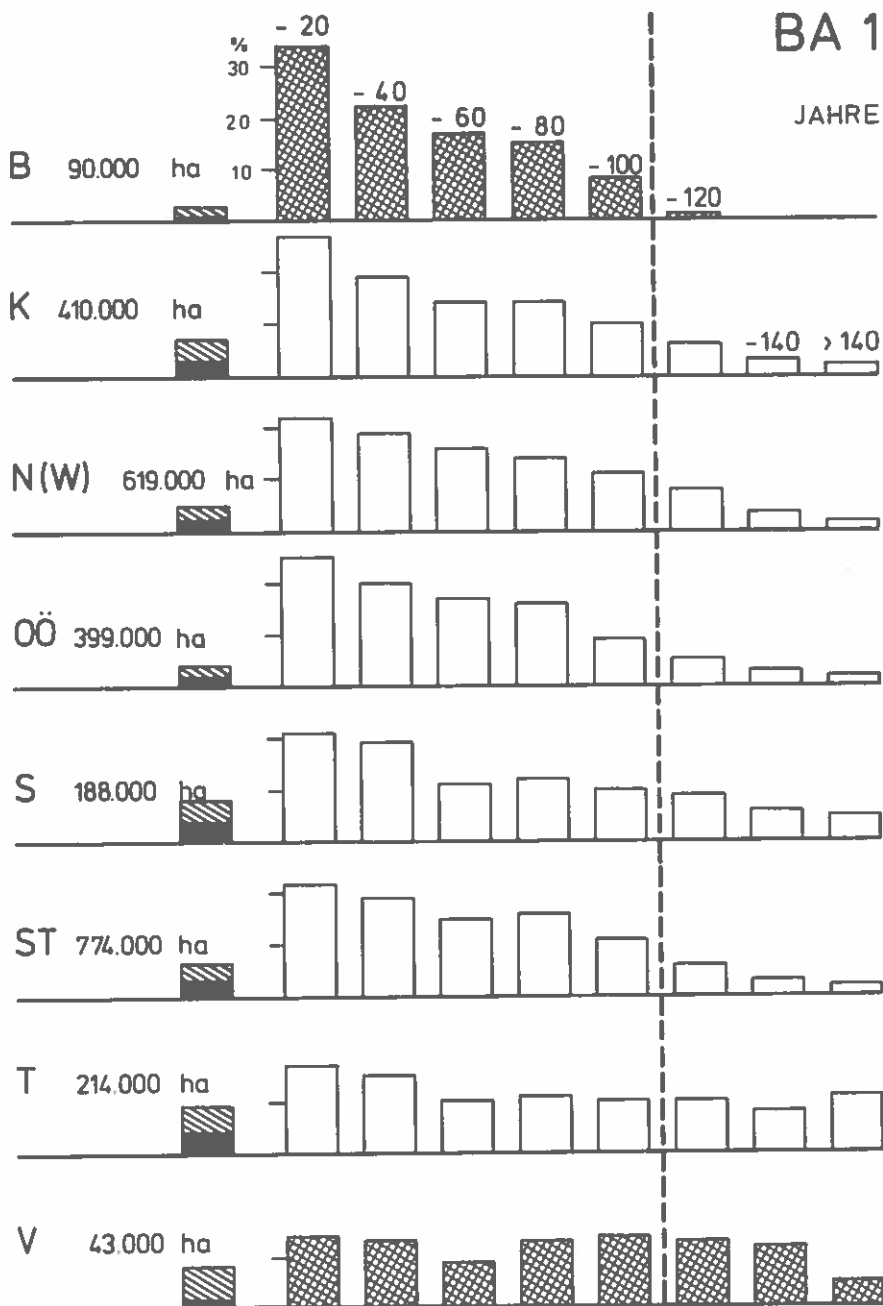 BA 1
JAHRE
%
30
20
10
- 20
- 40
- 60
- 80
-100
-120
B 90.000 ha
K 410.000 ha
-140 >140
N(W) 619.000 ha
OÖ 399.000 ha
S 188.000 ha
ST 774.000 ha
T 214.000 ha
V 43.000 ha